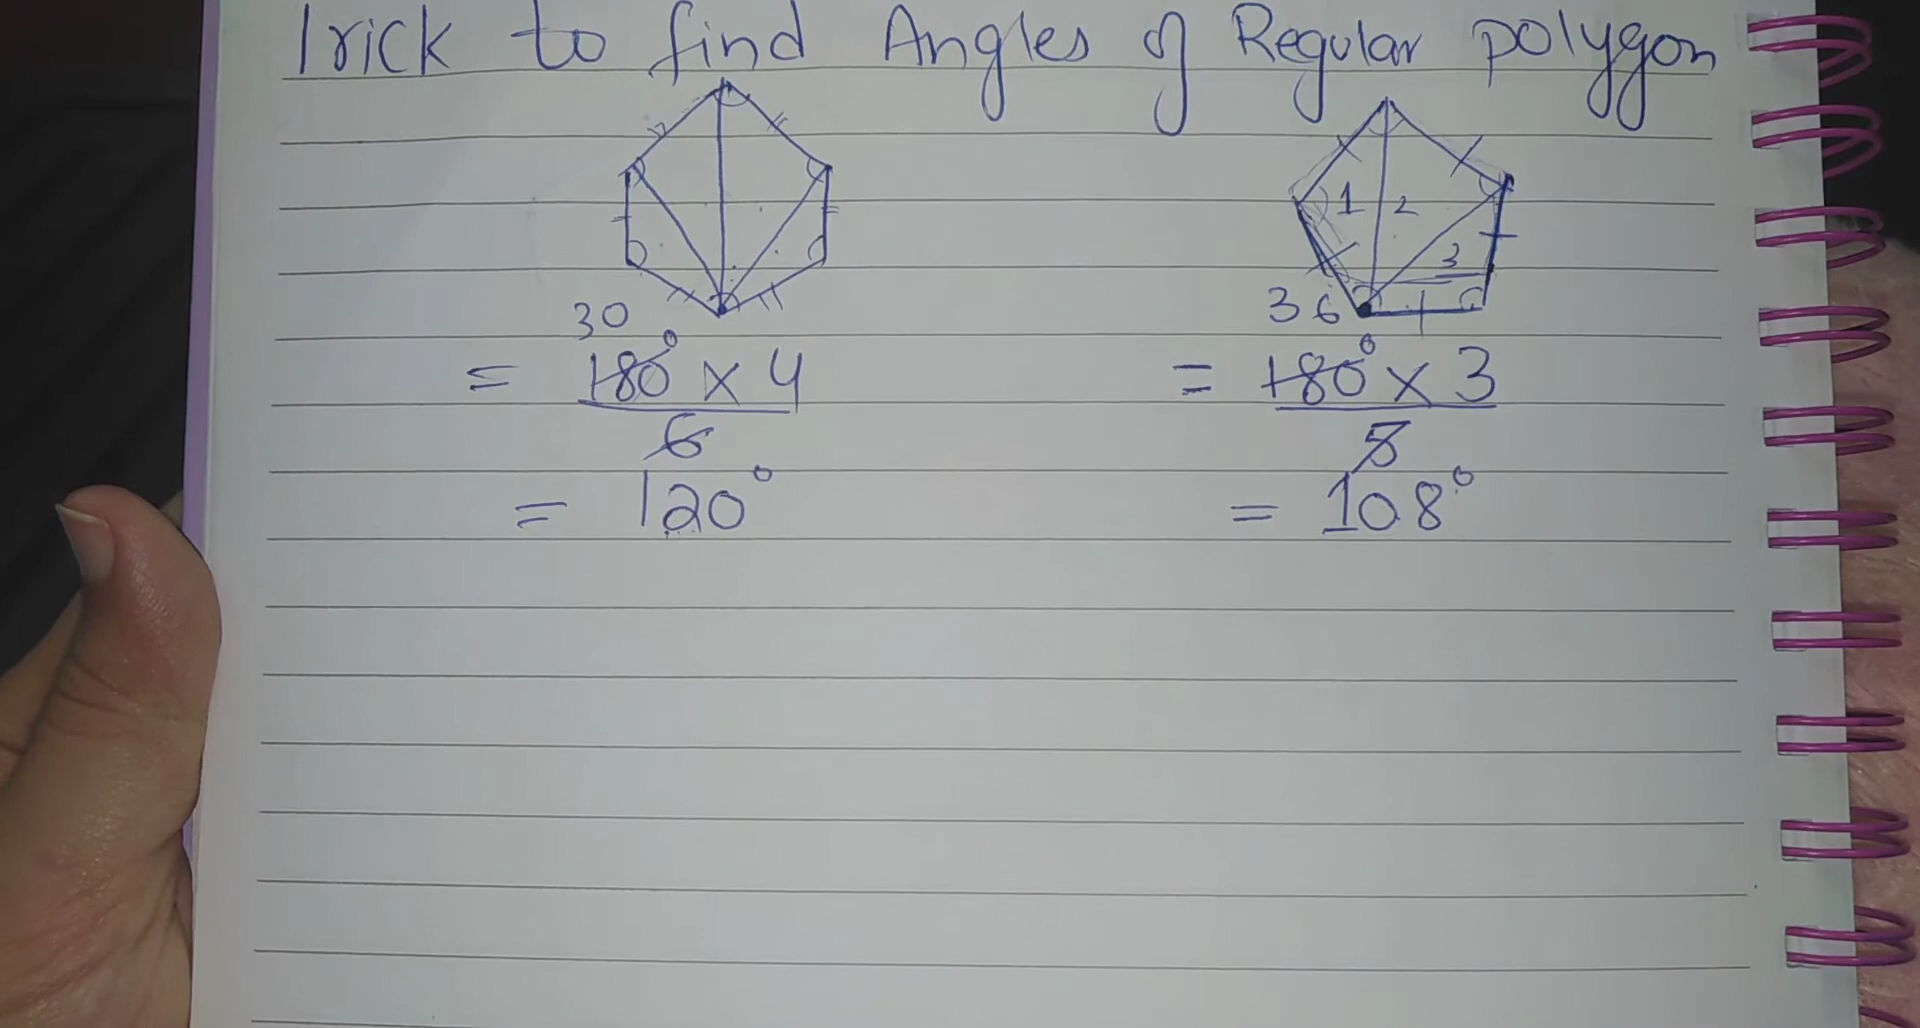 Trick to find Angles of Regular polygon
1 2
3
30
= 180° × 4
6
= 120°
36
= 180° × 3
5
= 108°